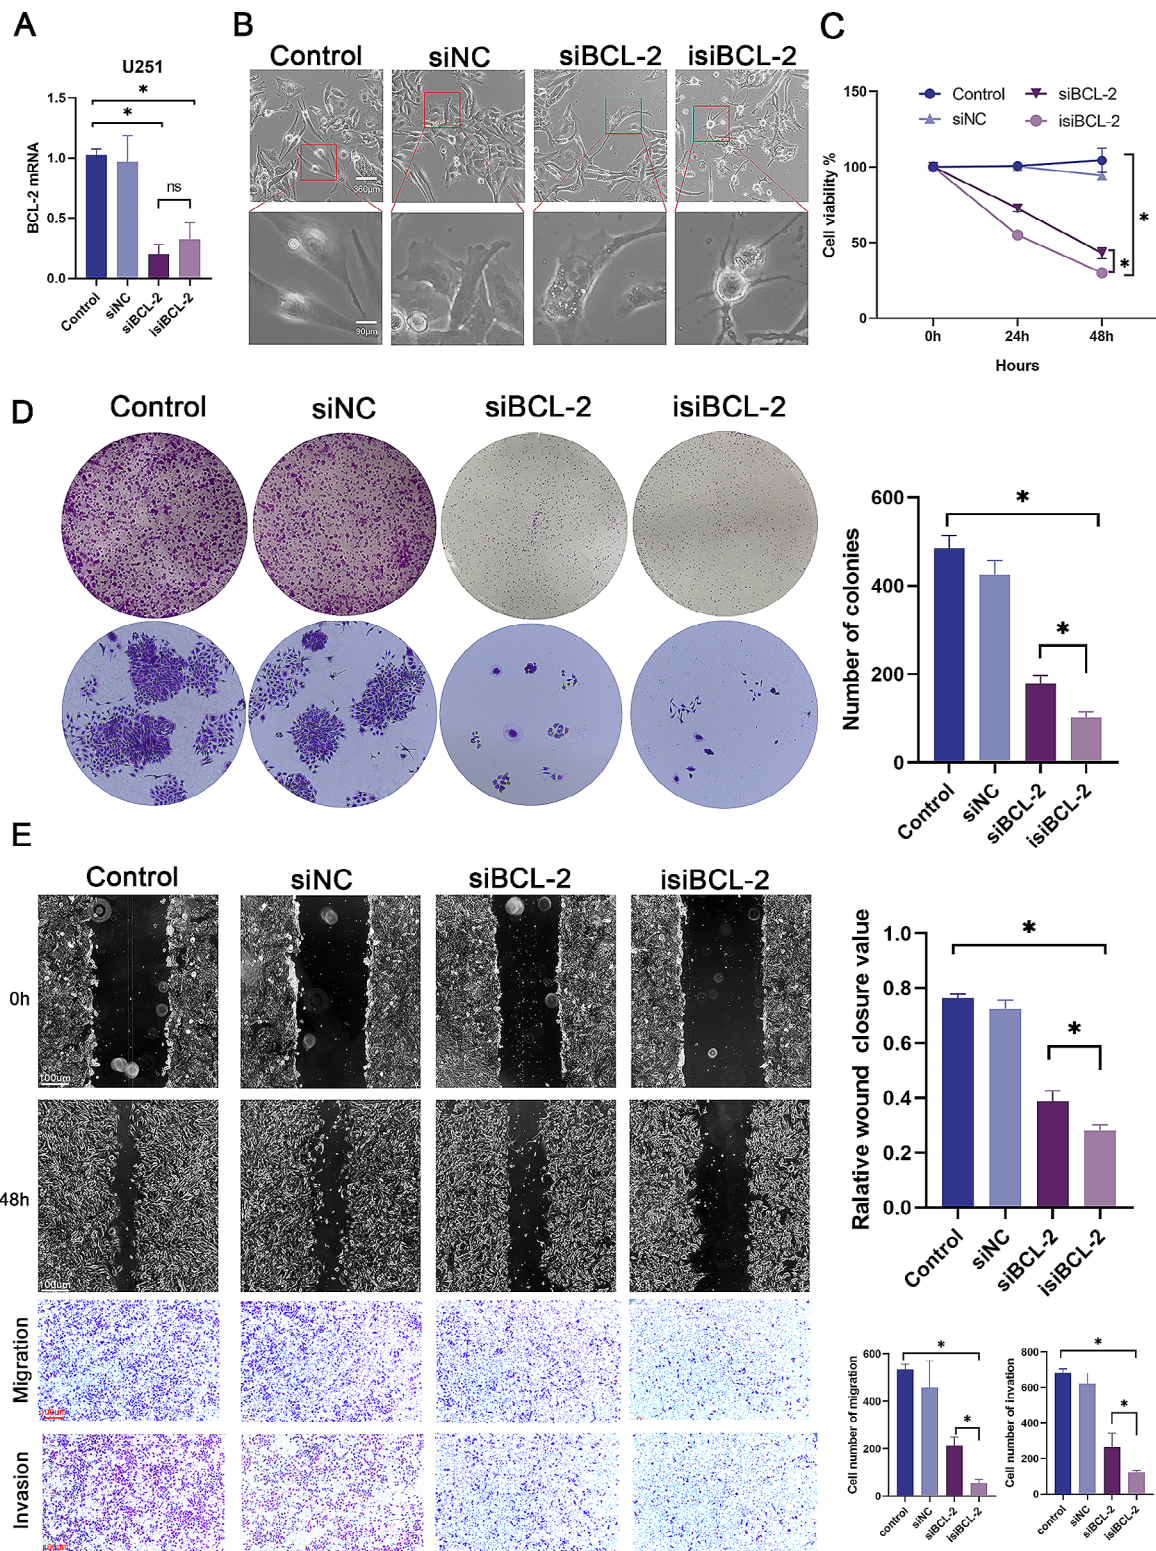 A
U251
BCL-2 mRNA
1.5
1.0
0.5
0.0
*
*
ns
Control
siNC
siBCL-2
isiBCL-2
B
Control
siNC
siBCL-2
isiBCL-2
360μm
90μm
C
Control
siNC
siBCL-2
isiBCL-2
Cell viability %
150
100
50
0
*
*
0h
24h
48h
Hours
D
Control
siNC
siBCL-2
isiBCL-2
Number of colonies
600
400
200
0
*
*
Control
siNC
siBCL-2
isiBCL-2
E
Control
siNC
siBCL-2
isiBCL-2
0h
100um
48h
100um
Migration
Invasion
Ralative wound closure value
1.0
0.8
0.6
0.4
0.2
0.0
*
*
Control
siNC
siBCL-2
isiBCL-2
Cell number of migration
600
400
200
0
*
*
control
siNC
siBCL-2
isiBCL-2
Cell number of invation
800
600
400
200
0
*
*
control
siNC
siBCL-2
isiBCL-2